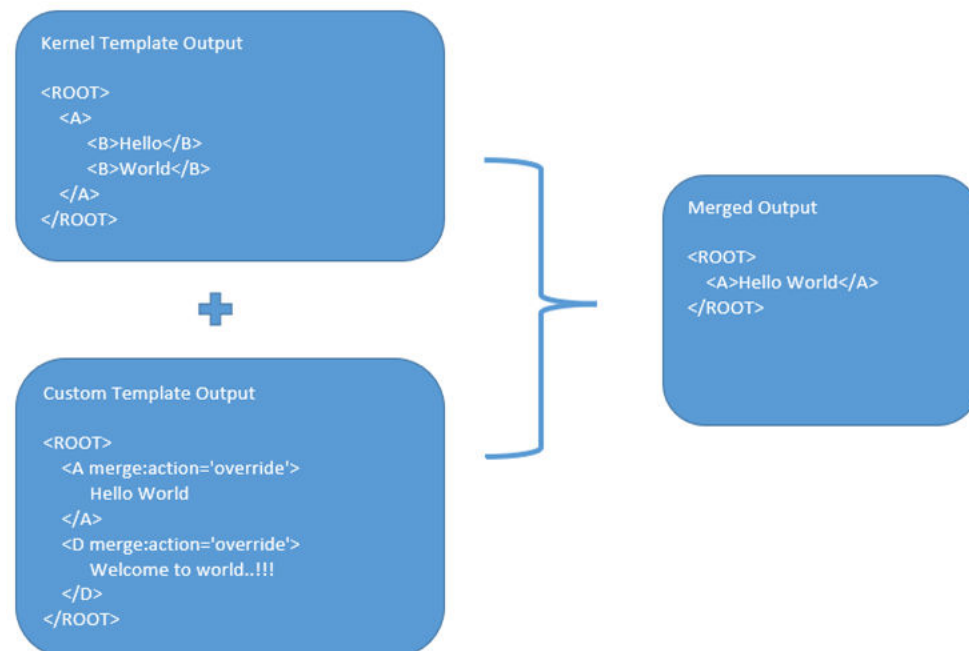 Kernel Template Output
<ROOT>
<A>
<B>Hello</B>
<B>World</B>
</A>
</ROOT>
Custom Template Output
<ROOT>
<A merge:action='override'>
Hello World
</A>
<D merge:action='override'>
Welcome to world..!!!
</D>
</ROOT>
Merged Output
<ROOT>
<A>Hello World</A>
</ROOT>